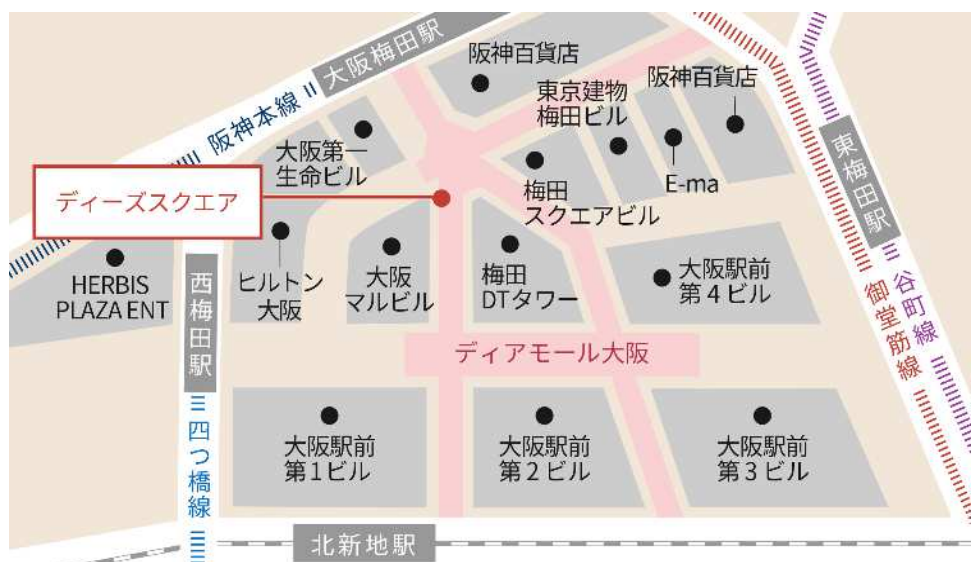 大阪梅田駅
阪神本線
阪神百貨店
東京建物
梅田ビル
阪神百貨店
大阪第一
生命ビル
E-ma
東梅田駅
ディーズスクエア
梅田
スクエアビル
HERBIS
PLAZA ENT
西梅田駅
ヒルトン
大阪
大阪
マルビル
梅田
DTタワー
大阪駅前
第4ビル
谷町線
御堂筋線
ディアモール大阪
四つ橋線
大阪駅前
第1ビル
大阪駅前
第2ビル
大阪駅前
第3ビル
北新地駅